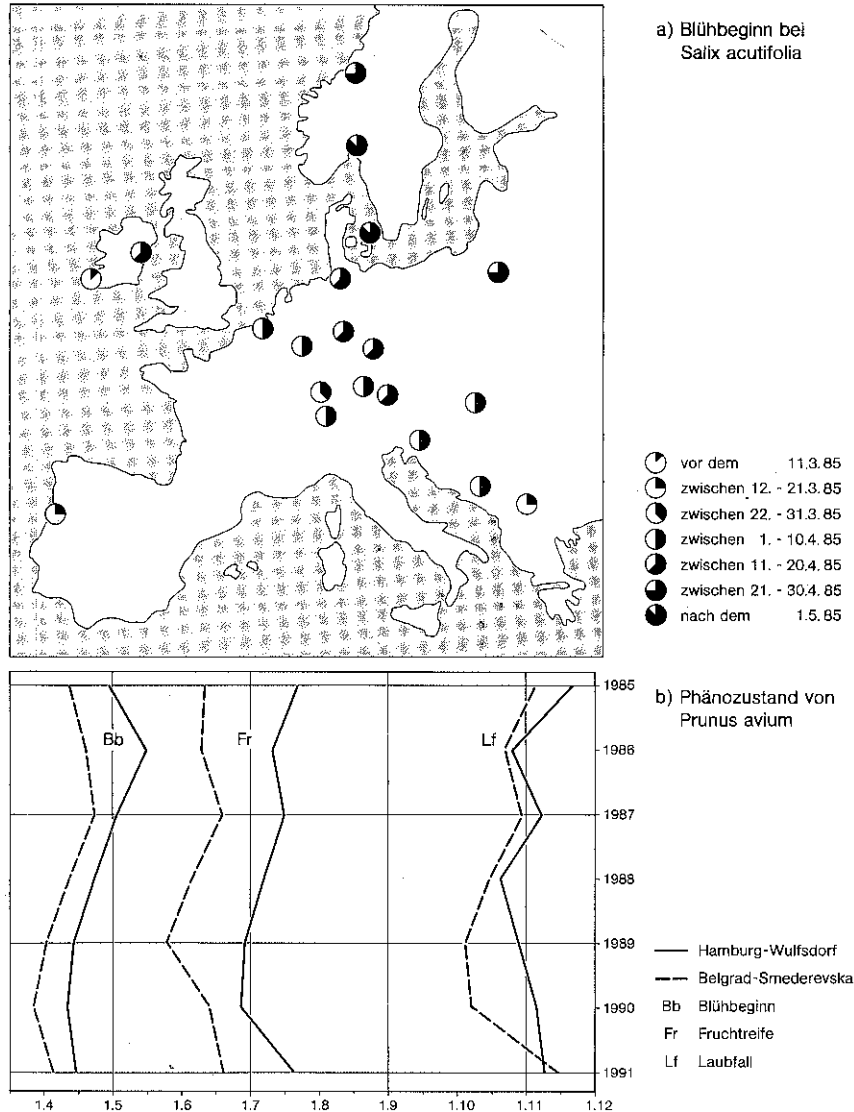 a) Blühbeginn bei
Salix acutifolia
vor dem 11.3.85
zwischen 12. - 21.3.85
zwischen 22. - 31.3.85
zwischen 1. - 10.4.85
zwischen 11. - 20.4.85
zwischen 21. - 30.4.85
nach dem 1.5.85
b) Phänozustand von
Prunus avium
1985
Bb Fr Lf 1986
1987
1988
1989
1990
1991
Hamburg-Wulfsdorf
Belgrad-Smederevska
Bb Blühbeginn
Fr Fruchtreife
Lf Laubfall
1.4 1.5 1.6 1.7 1.8 1.9 1.10 1.11 1.12